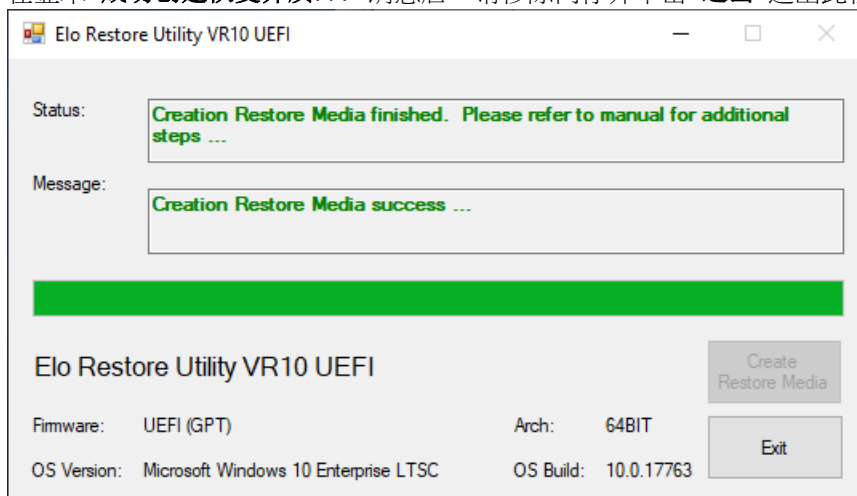 Elo Restore Utility VR10 UEFI
Status:
Creation Restore Media finished. Please refer to manual for additional
steps ...
Message:
Creation Restore Media success ...
Elo Restore Utility VR10 UEFI
Create
Restore Media
Firmware: UEFI (GPT) Arch: 64BIT
Exit
OS Version: Microsoft Windows 10 Enterprise LTSC OS Build: 10.0.17763